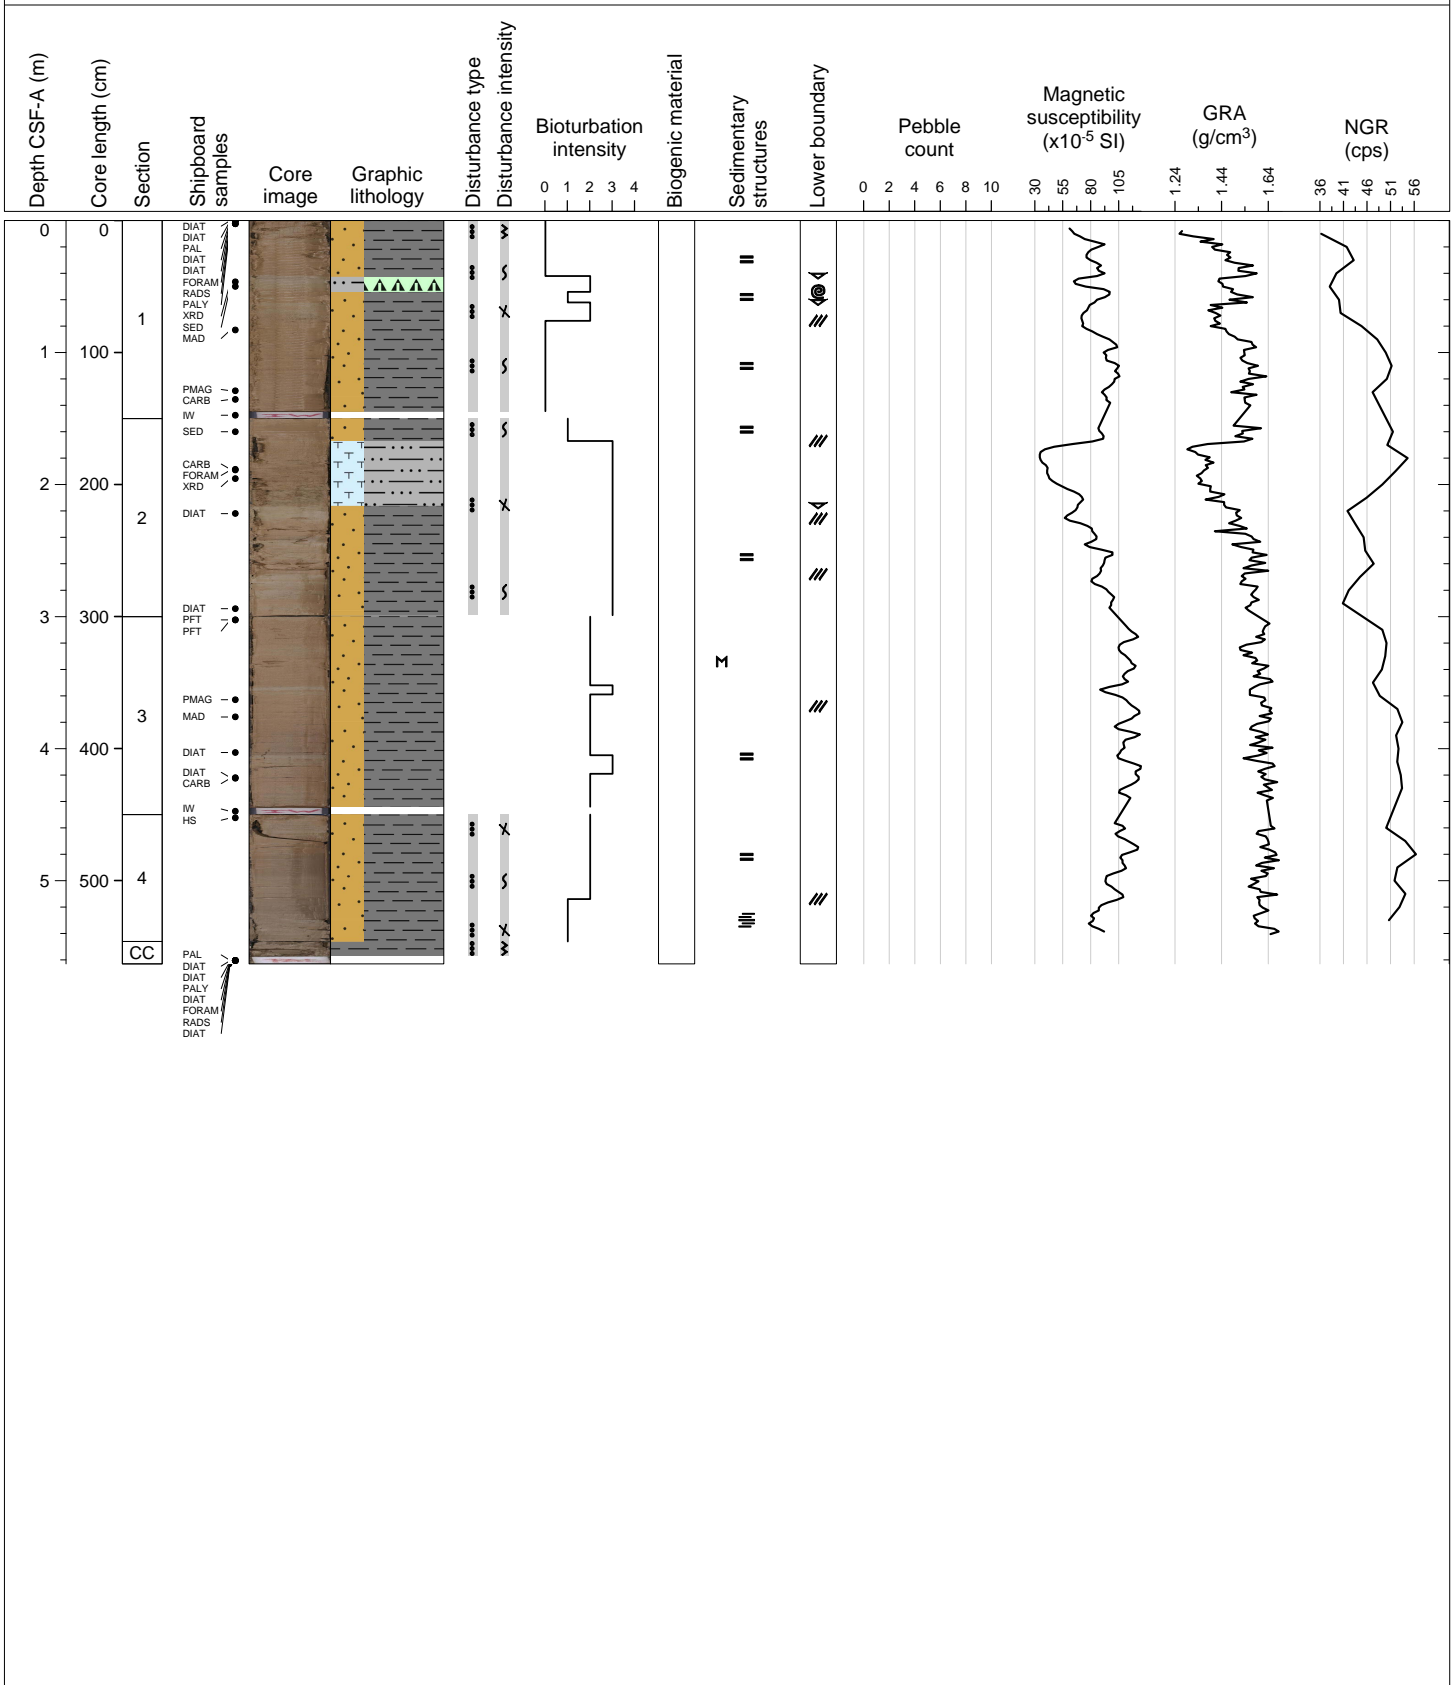 Depth CSF-A (m)
Core length (cm)
Section
Shipboard
samples
Core
image
Graphic
lithology
Disturbance type
Disturbance intensity
Bioturbation
intensity
0 1 2 3 4
Biogenic material
Sedimentary
structures
Lower boundary
Pebble
count
0 2 4 6 8 10
Magnetic
susceptibility
(x10-5 SI)
30 55 80 105
GRA
(g/cm3)
1.24 1.44 1.64
NGR
(cps)
36 41 46 51 56
0 0
1 100
2 200
3 300
4 400
5 500
1
2
3
4
CC
DIAT
DIAT
PAL
DIAT
DIAT
FORAM
RADS
PALY
XRD
SED
MAD
PMAG
CARB
IW
SED
CARB
FORAM
XRD
DIAT
DIAT
PFT
PFT
PMAG
MAD
DIAT
DIAT
CARB
IW
HS
PAL
DIAT
DIAT
PALY
DIAT
FORAM
RADS
DIAT